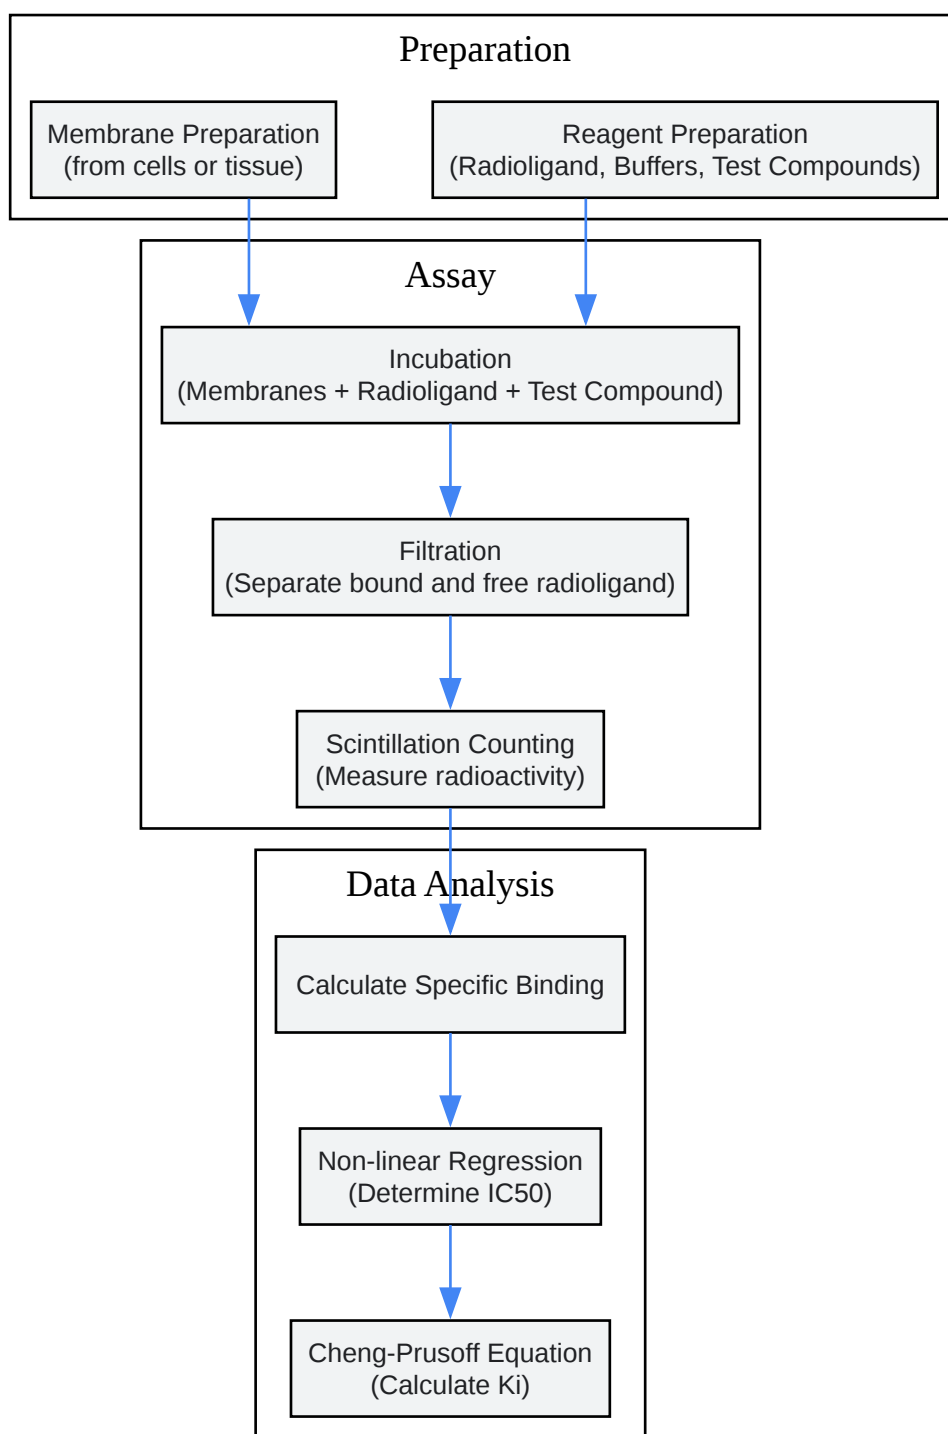 Preparation
Membrane Preparation
(from cells or tissue)
Reagent Preparation
(Radioligand, Buffers, Test Compounds)
Assay
Incubation
(Membranes + Radioligand + Test Compound)
Filtration
(Separate bound and free radioligand)
Scintillation Counting
(Measure radioactivity)
Data Analysis
Calculate Specific Binding
Non-linear Regression
(Determine IC50)
Cheng-Prusoff Equation
(Calculate Ki)